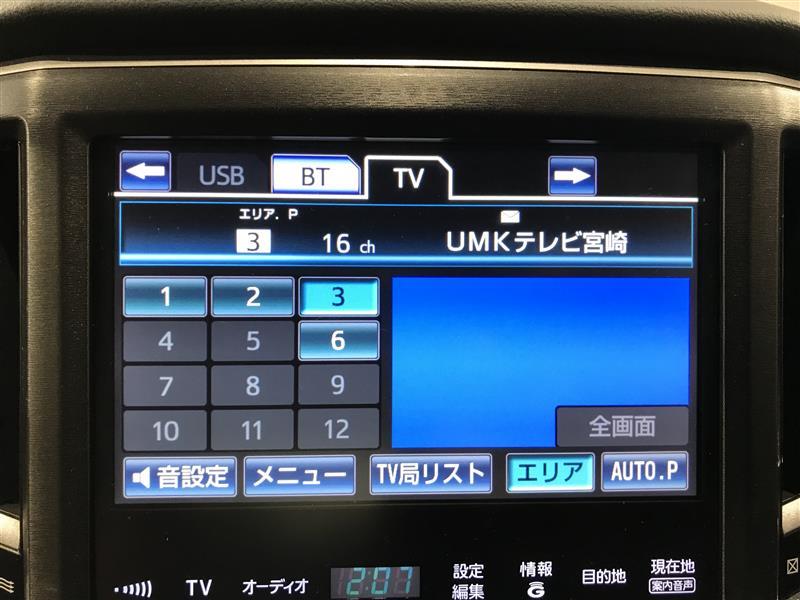 USB BT TV
エリア. P
3 16 ch UMKテレビ宮崎
1 2 3
4 5 6
7 8 9
10 11 12
全画面
音設定 メニュー TV局リスト エリア AUTO.P
TV オーディオ 2:07 設定編集 情報G 目的地 現在地
案内音声